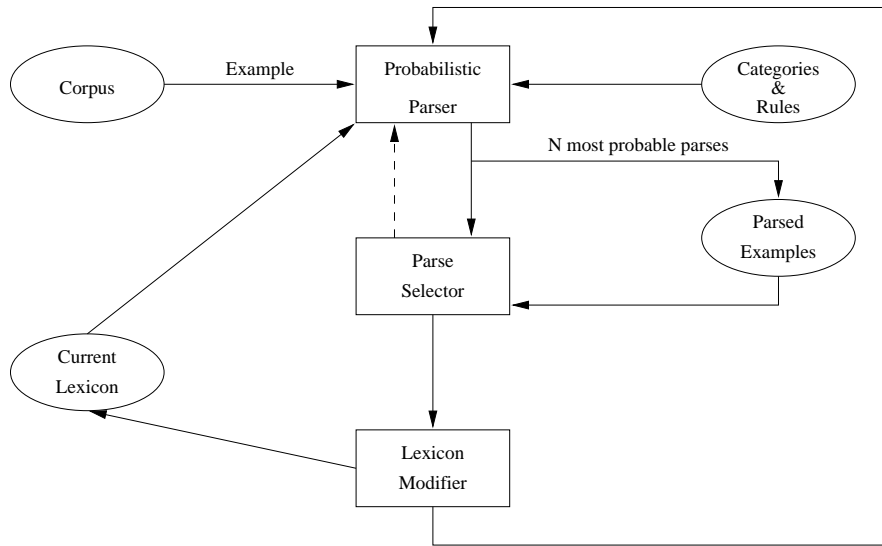 Corpus
Example
Probabilistic
Parser
Categories
&
Rules
N most probable parses
Parsed
Examples
Parse
Selector
Current
Lexicon
Lexicon
Modifier